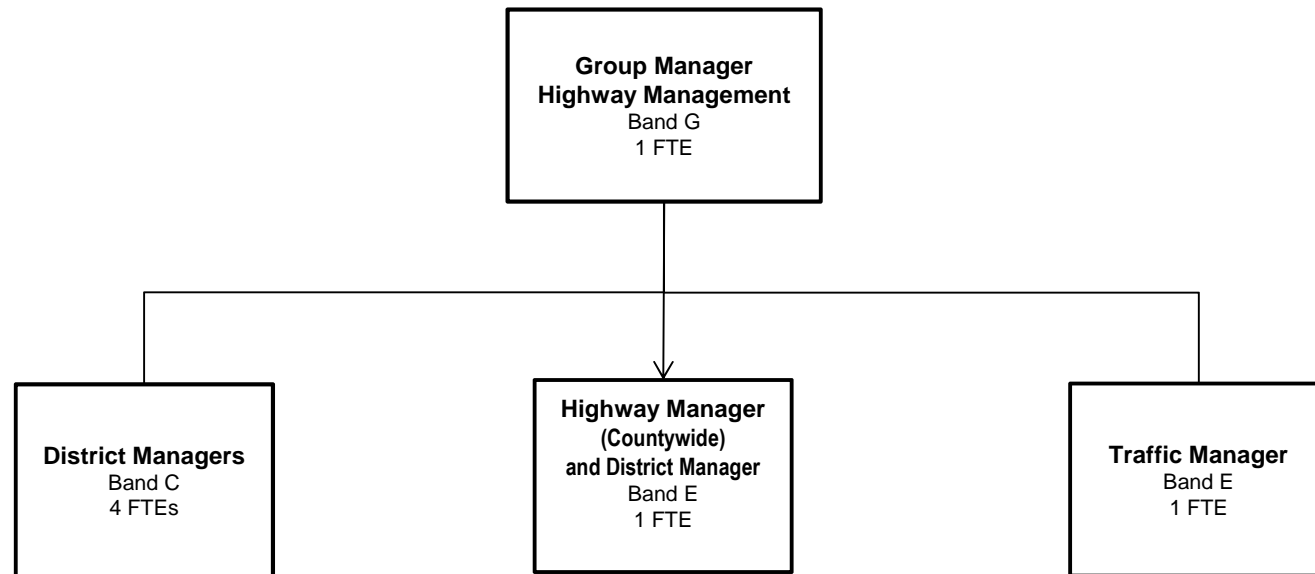 Group Manager
Highway Management
Band G
1 FTE
District Managers
Band C
4 FTEs
Highway Manager
(Countywide)
and District Manager
Band E
1 FTE
Traffic Manager
Band E
1 FTE